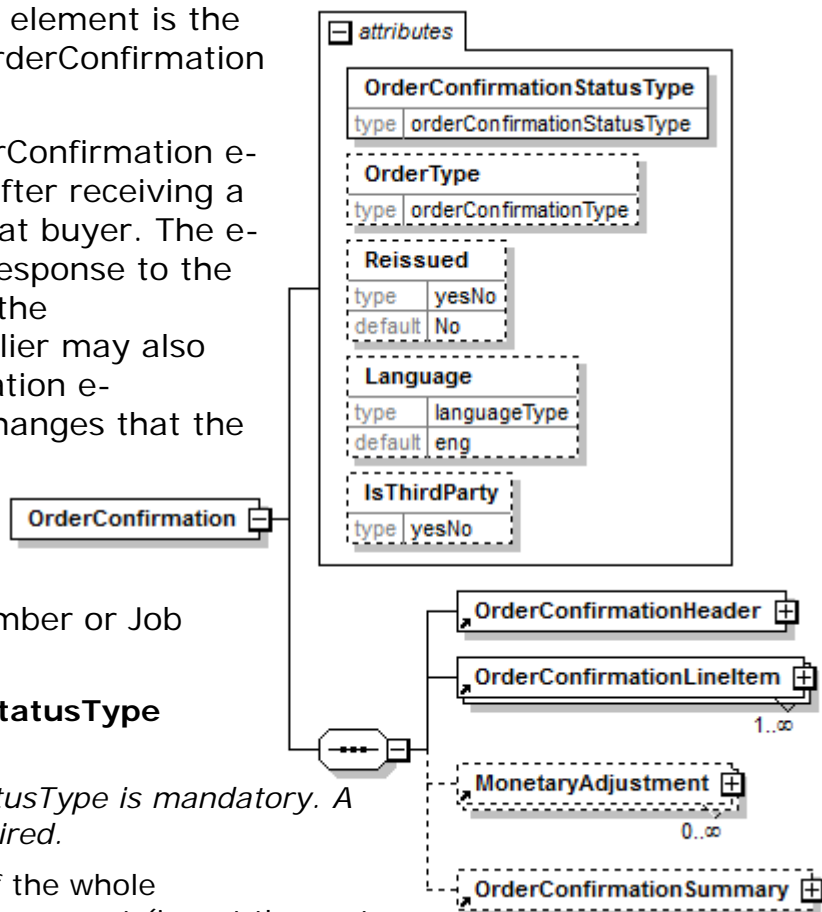 element is the
rderConfirmation
rConfirmation e-
fter receiving a
at buyer. The e-
esponse to the
the
lier may also
ation e-
hanges that the
mber or Job
tatusType
tusType is mandatory. A
ired.
f the whole
attributes
OrderConfirmationStatusType
type orderConfirmationStatusType
OrderType
type orderConfirmationType
Reissued
type yesNo
default No
Language
type languageType
default eng
IsThirdParty
type yesNo
OrderConfirmation
OrderConfirmationHeader
OrderConfirmationLineItem
1..∞
MonetaryAdjustment
0..∞
OrderConfirmationSummary